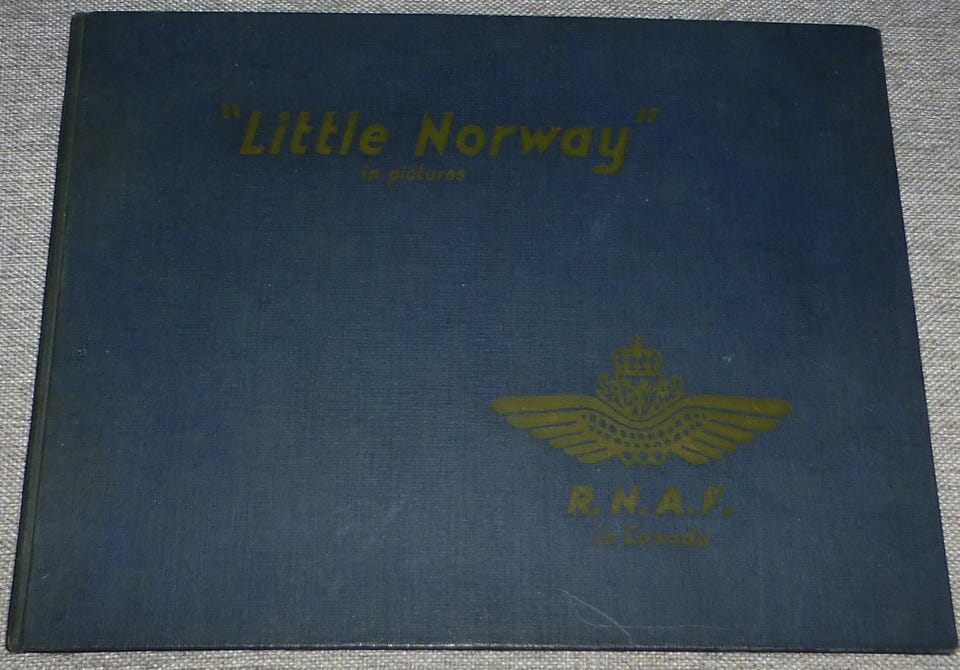 "Little Norway"
in pictures
R.N.A.F.
in Canada